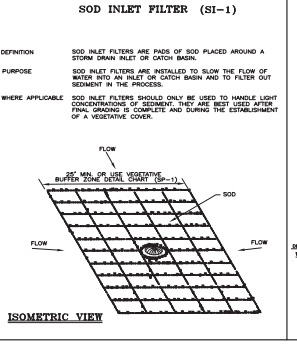 SOD INLET FILTER (SI-1)
DEFINITION SOD INLET FILTERS ARE PADS OF SOD PLACED AROUND A
STORM DRAIN INLET OR CATCH BASIN.
PURPOSE SOD INLET FILTERS ARE INSTALLED TO SLOW THE FLOW OF
WATER INTO AN INLET OR CATCH BASIN AND TO FILTER OUT
SEDIMENT IN THE PROCESS.
WHERE APPLICABLE SOD INLET FILTERS SHOULD ONLY BE USED TO HANDLE LIGHT
CONCENTRATIONS OF SEDIMENT. THEY ARE BEST USED AFTER
FINAL GRADING IS COMPLETE AND DURING THE ESTABLISHMENT
OF A VEGETATIVE COVER.
FLOW
25' MIN. OR USE VEGETATIVE
BUFFER ZONE DETAIL CHART (SP-1)
SOD
FLOW
FLOW
ISOMETRIC VIEW